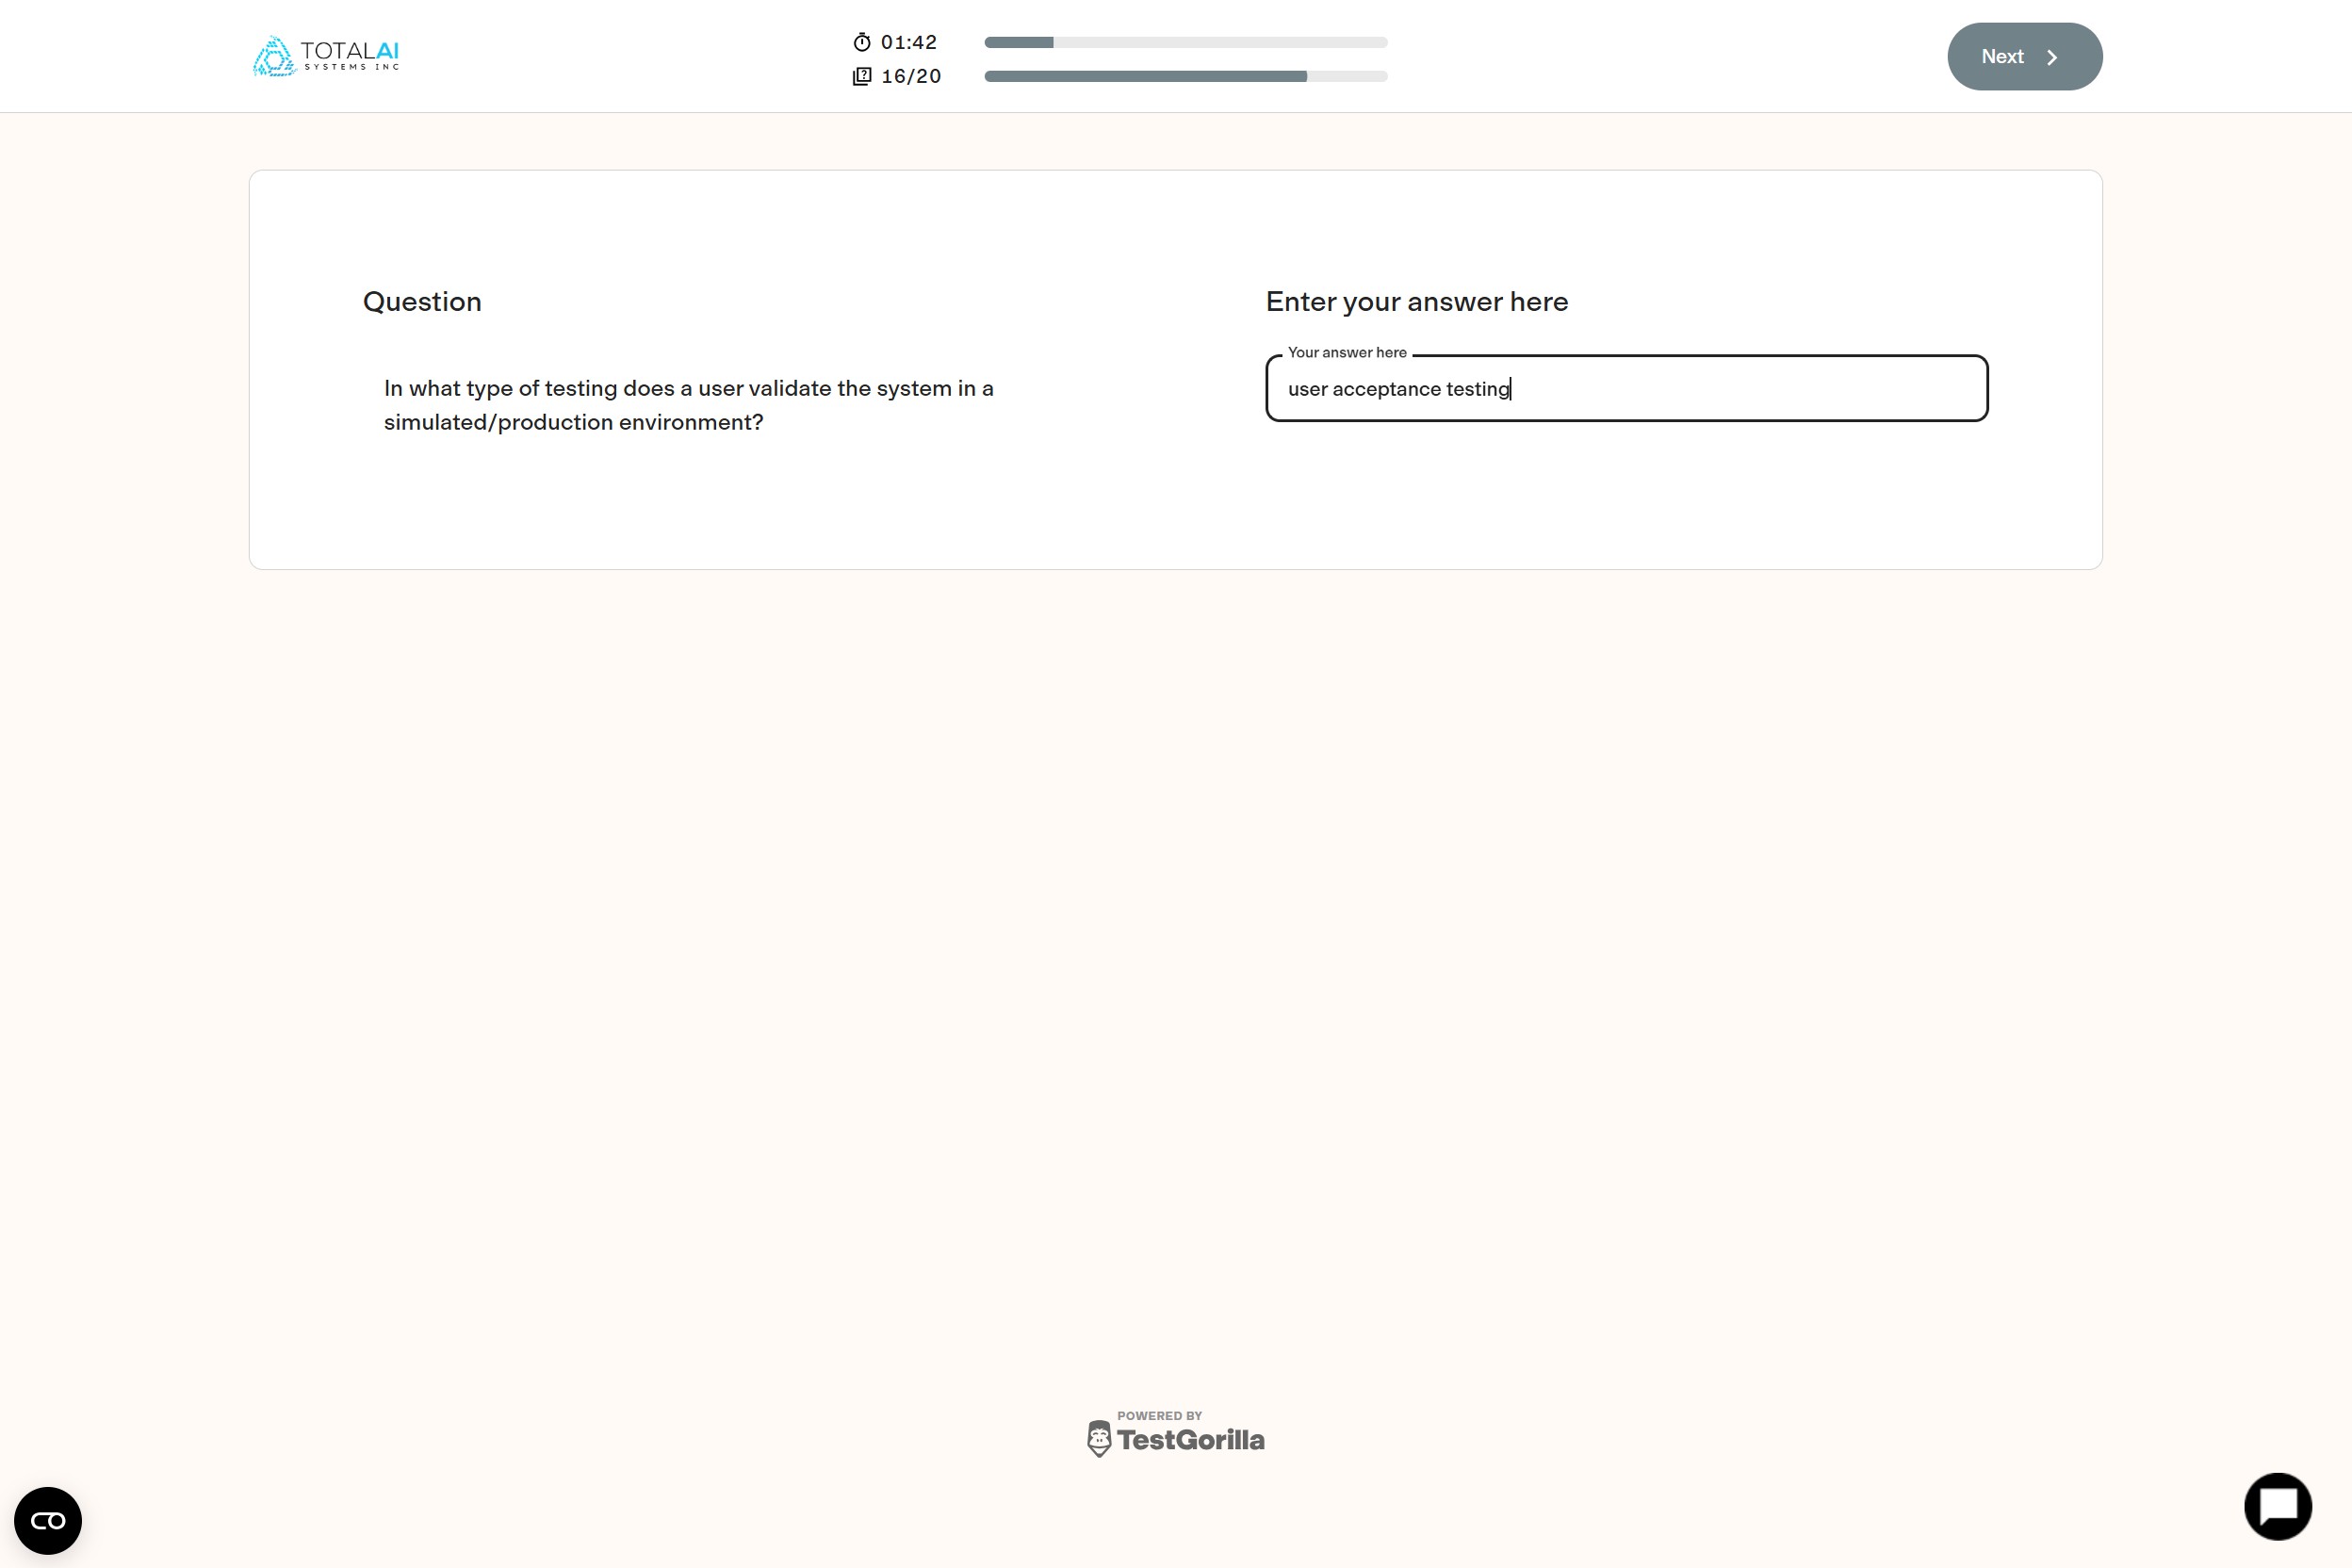 TOTALAI
SYSTEMS INC
01:42
16/20
Next
Question
In what type of testing does a user validate the system in a
simulated/production environment?
Enter your answer here
Your answer here
user acceptance testing
POWERED BY
TestGorilla